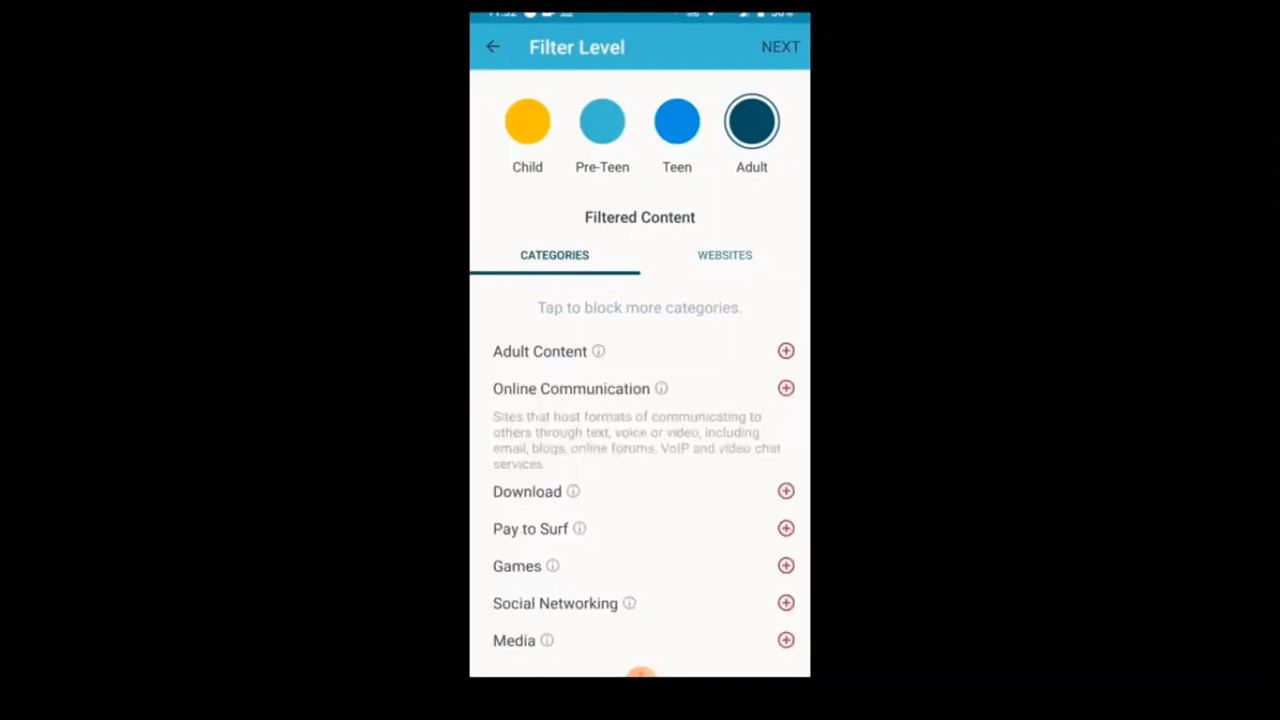 Filter Level
NEXT
Child
Pre-Teen
Teen
Adult
Filtered Content
CATEGORIES
WEBSITES
Tap to block more categories.
Adult Content
Online Communication
Sites that host formats of communicating to
others through text, voice or video, including
email, blogs, online forums, VoIP and video chat
services
Download
Pay to Surf
Games
Social Networking
Media